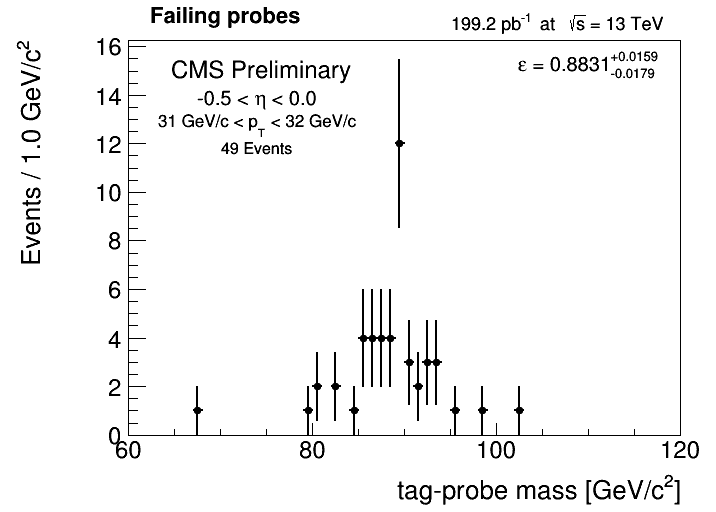 Failing probes
199.2 pb⁻¹ at √s = 13 TeV
CMS Preliminary
-0.5 < η < 0.0
31 GeV/c < p_T < 32 GeV/c
49 Events
ε = 0.8831 +0.0159 -0.0179
Events / 1.0 GeV/c²
16
14
12
10
8
6
4
2
0
60 80 100 120
tag-probe mass [GeV/c²]